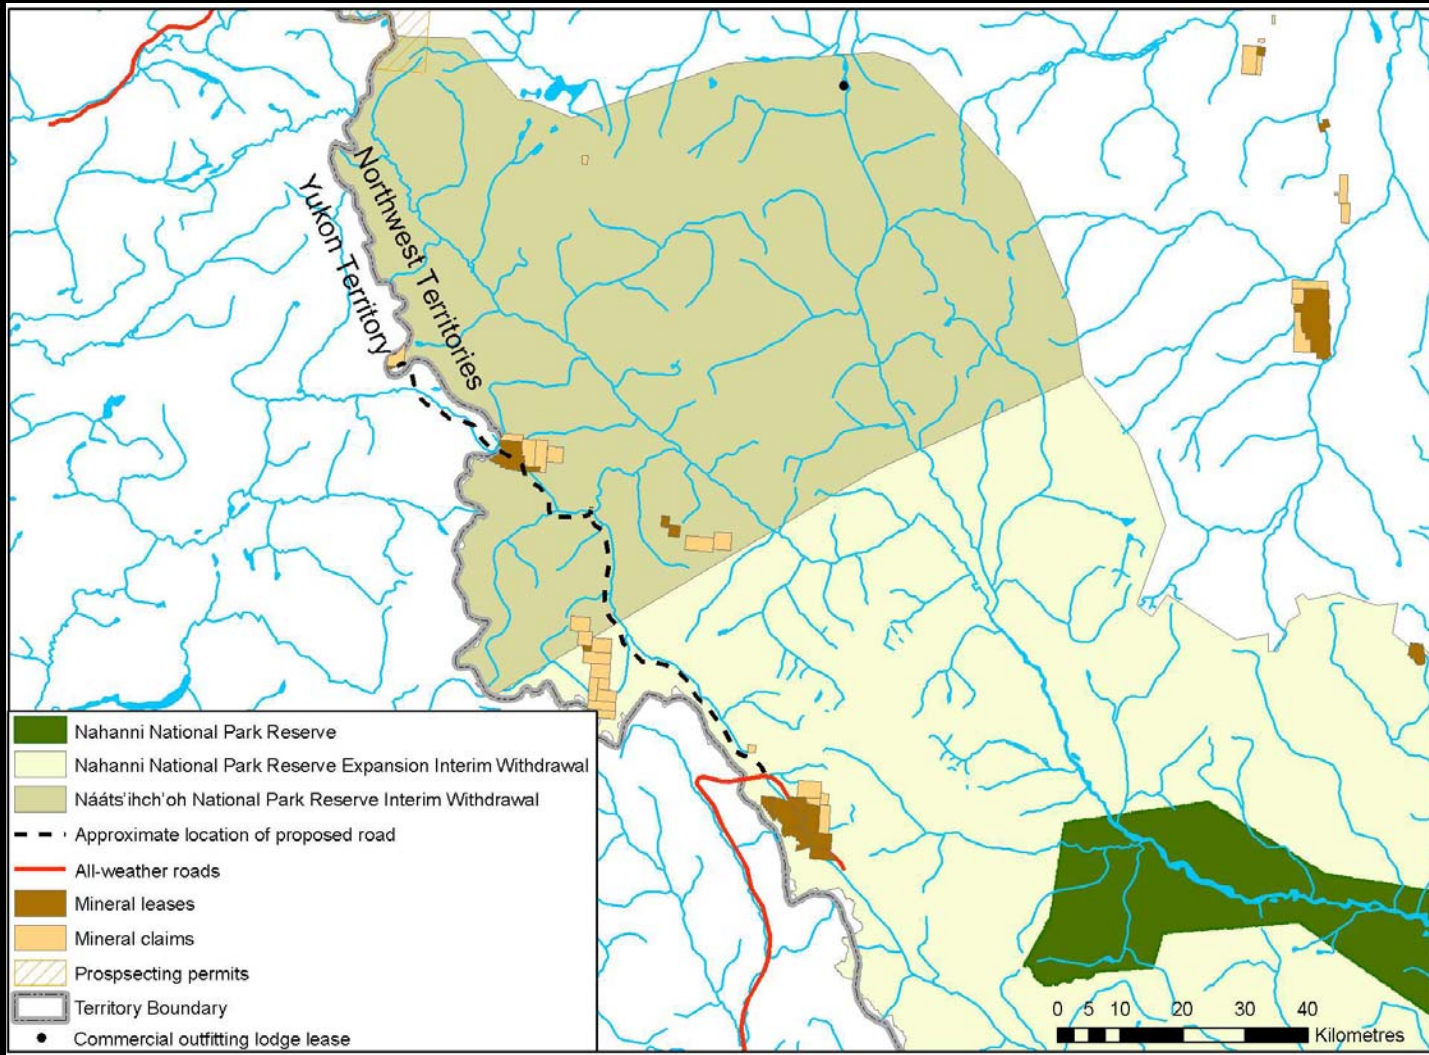 Northwest Territories
Yukon Territory
Nahanni National Park Reserve
Nahanni National Park Reserve Expansion Interim Withdrawal
Nááts'ihch'oh National Park Reserve Interim Withdrawal
Approximate location of proposed road
All-weather roads
Mineral leases
Mineral claims
Prospsecting permits
Territory Boundary
Commercial outfitting lodge lease
0 5 10 20 30 40
Kilometres